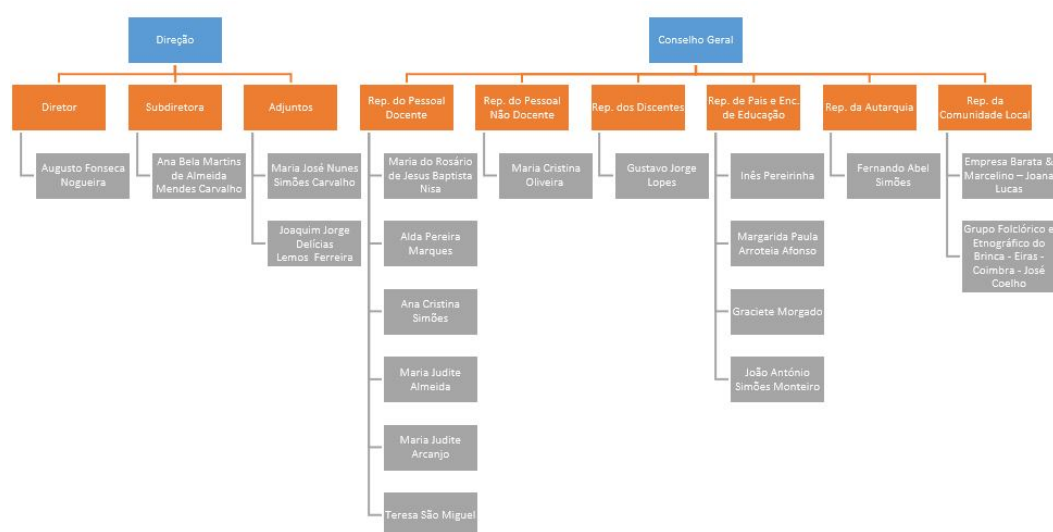 Direção
Diretor
Augusto Fonseca
Nogueira
Subdiretora
Ana Bela Martins
de Almeida
Mendes Carvalho
Adjuntos
Maria José Nunes
Simões Carvalho
Joaquim Jorge
Delícias
Lemos Ferreira
Conselho Geral
Rep. do Pessoal
Docente
Maria do Rosário
de Jesus Baptista
Nisa
Alda Pereira
Marques
Ana Cristina
Simões
Maria Judite
Almeida
Maria Judite
Arcanjo
Teresa São Miguel
Rep. do Pessoal
Não Docente
Maria Cristina
Oliveira
Rep. dos Discentes
Gustavo Jorge
Lopes
Rep. de Pais e Enc.
de Educação
Inês Pereirinha
Margarida Paula
Arroteia Afonso
Graciete Morgado
João António
Simões Monteiro
Rep. da Autarquia
Fernando Abel
Simões
Rep. da
Comunidade Local
Empresa Barata &
Marcelino – Joana
Lucas
Grupo Folclórico e
Etnográfico do
Brinca - Eiras -
Coimbra - José
Coelho